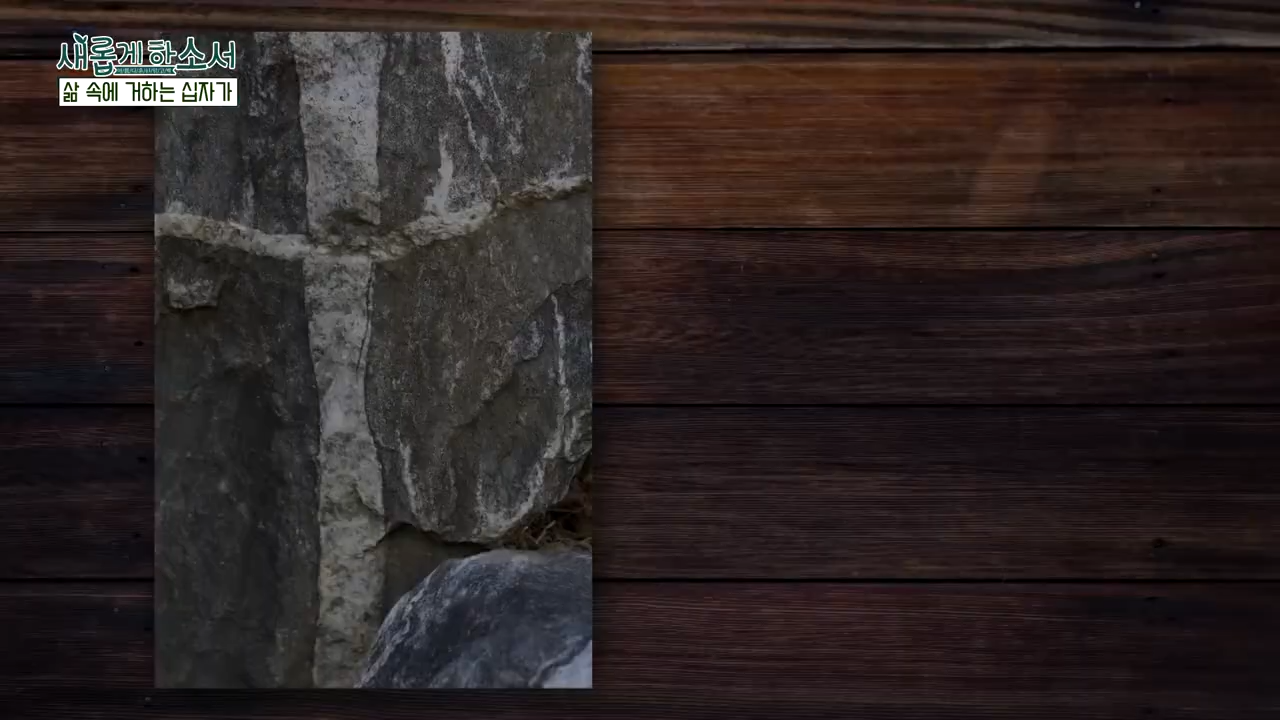 새롭게 하소서
삶 속에 거하는 십자가